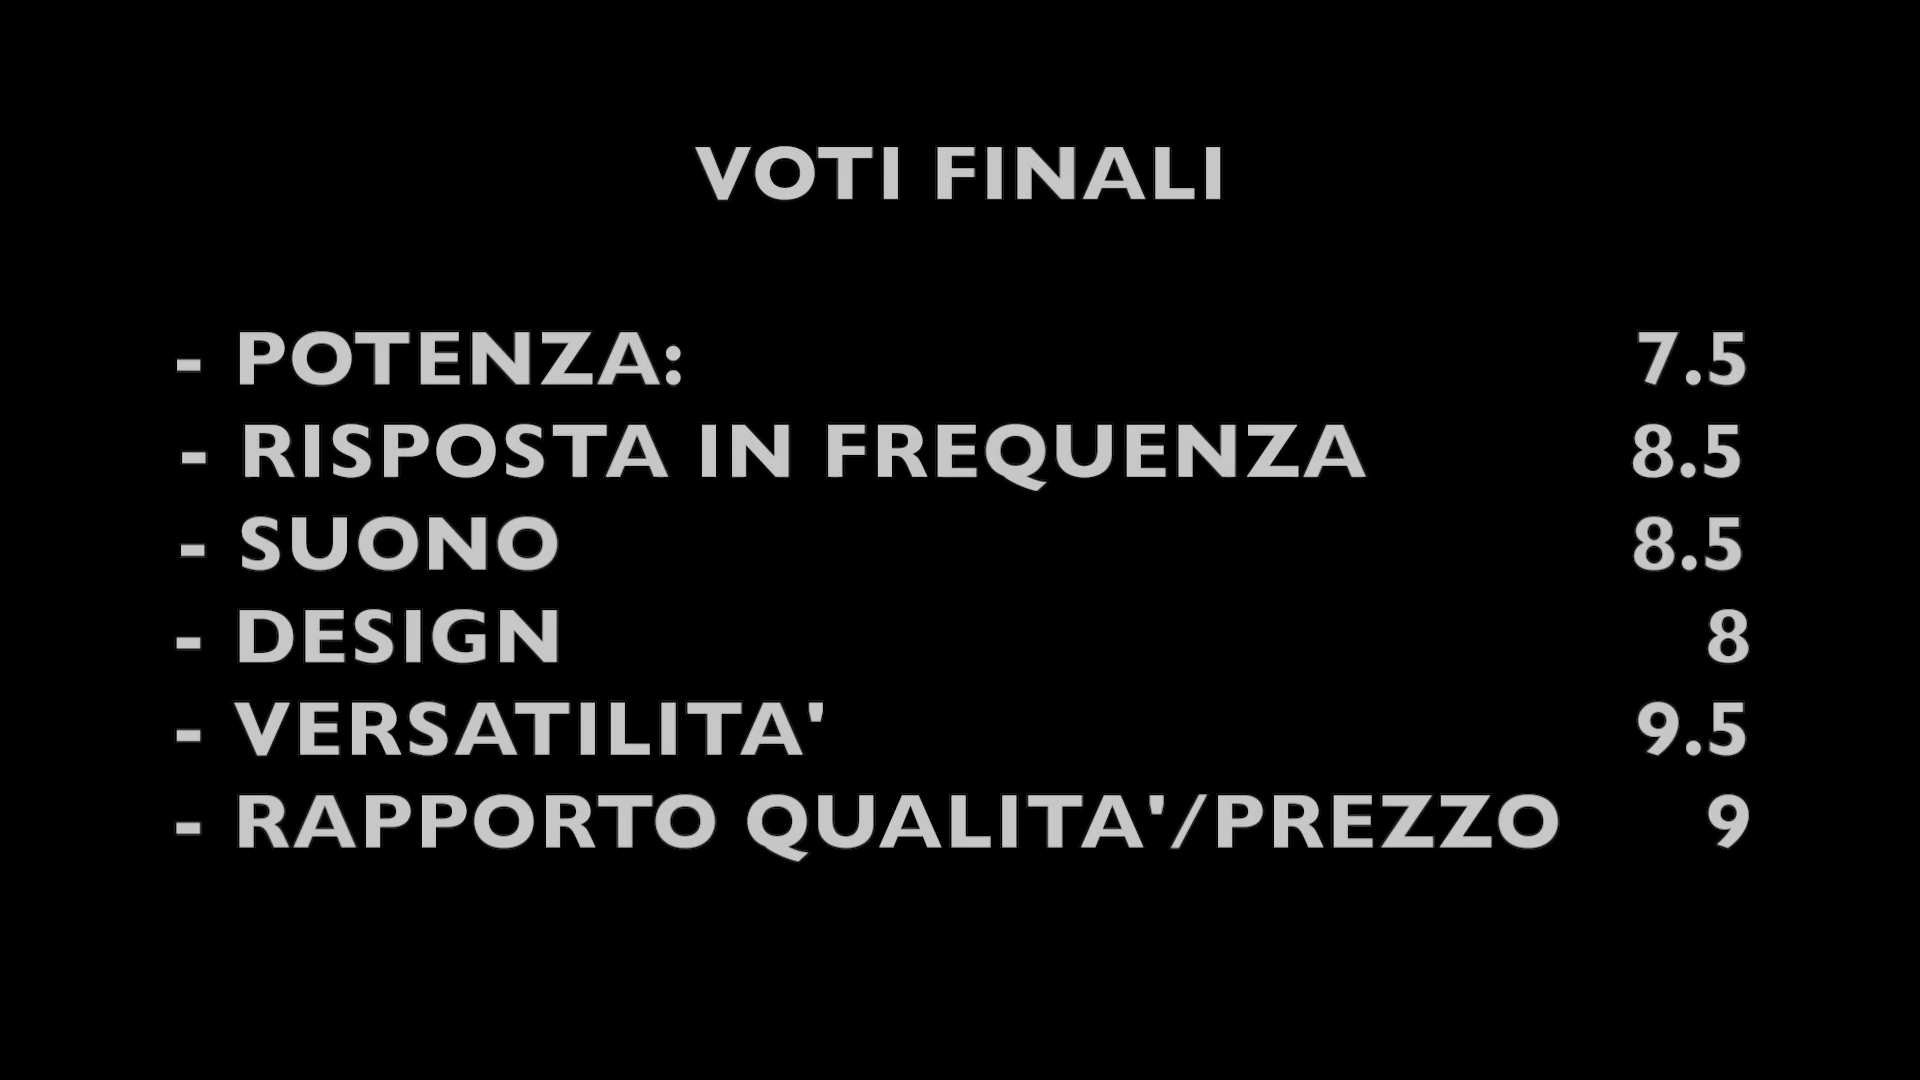 VOTI FINALI
- POTENZA: 7.5
- RISPOSTA IN FREQUENZA 8.5
- SUONO 8.5
- DESIGN 8
- VERSATILITA' 9.5
- RAPPORTO QUALITA'/PREZZO 9